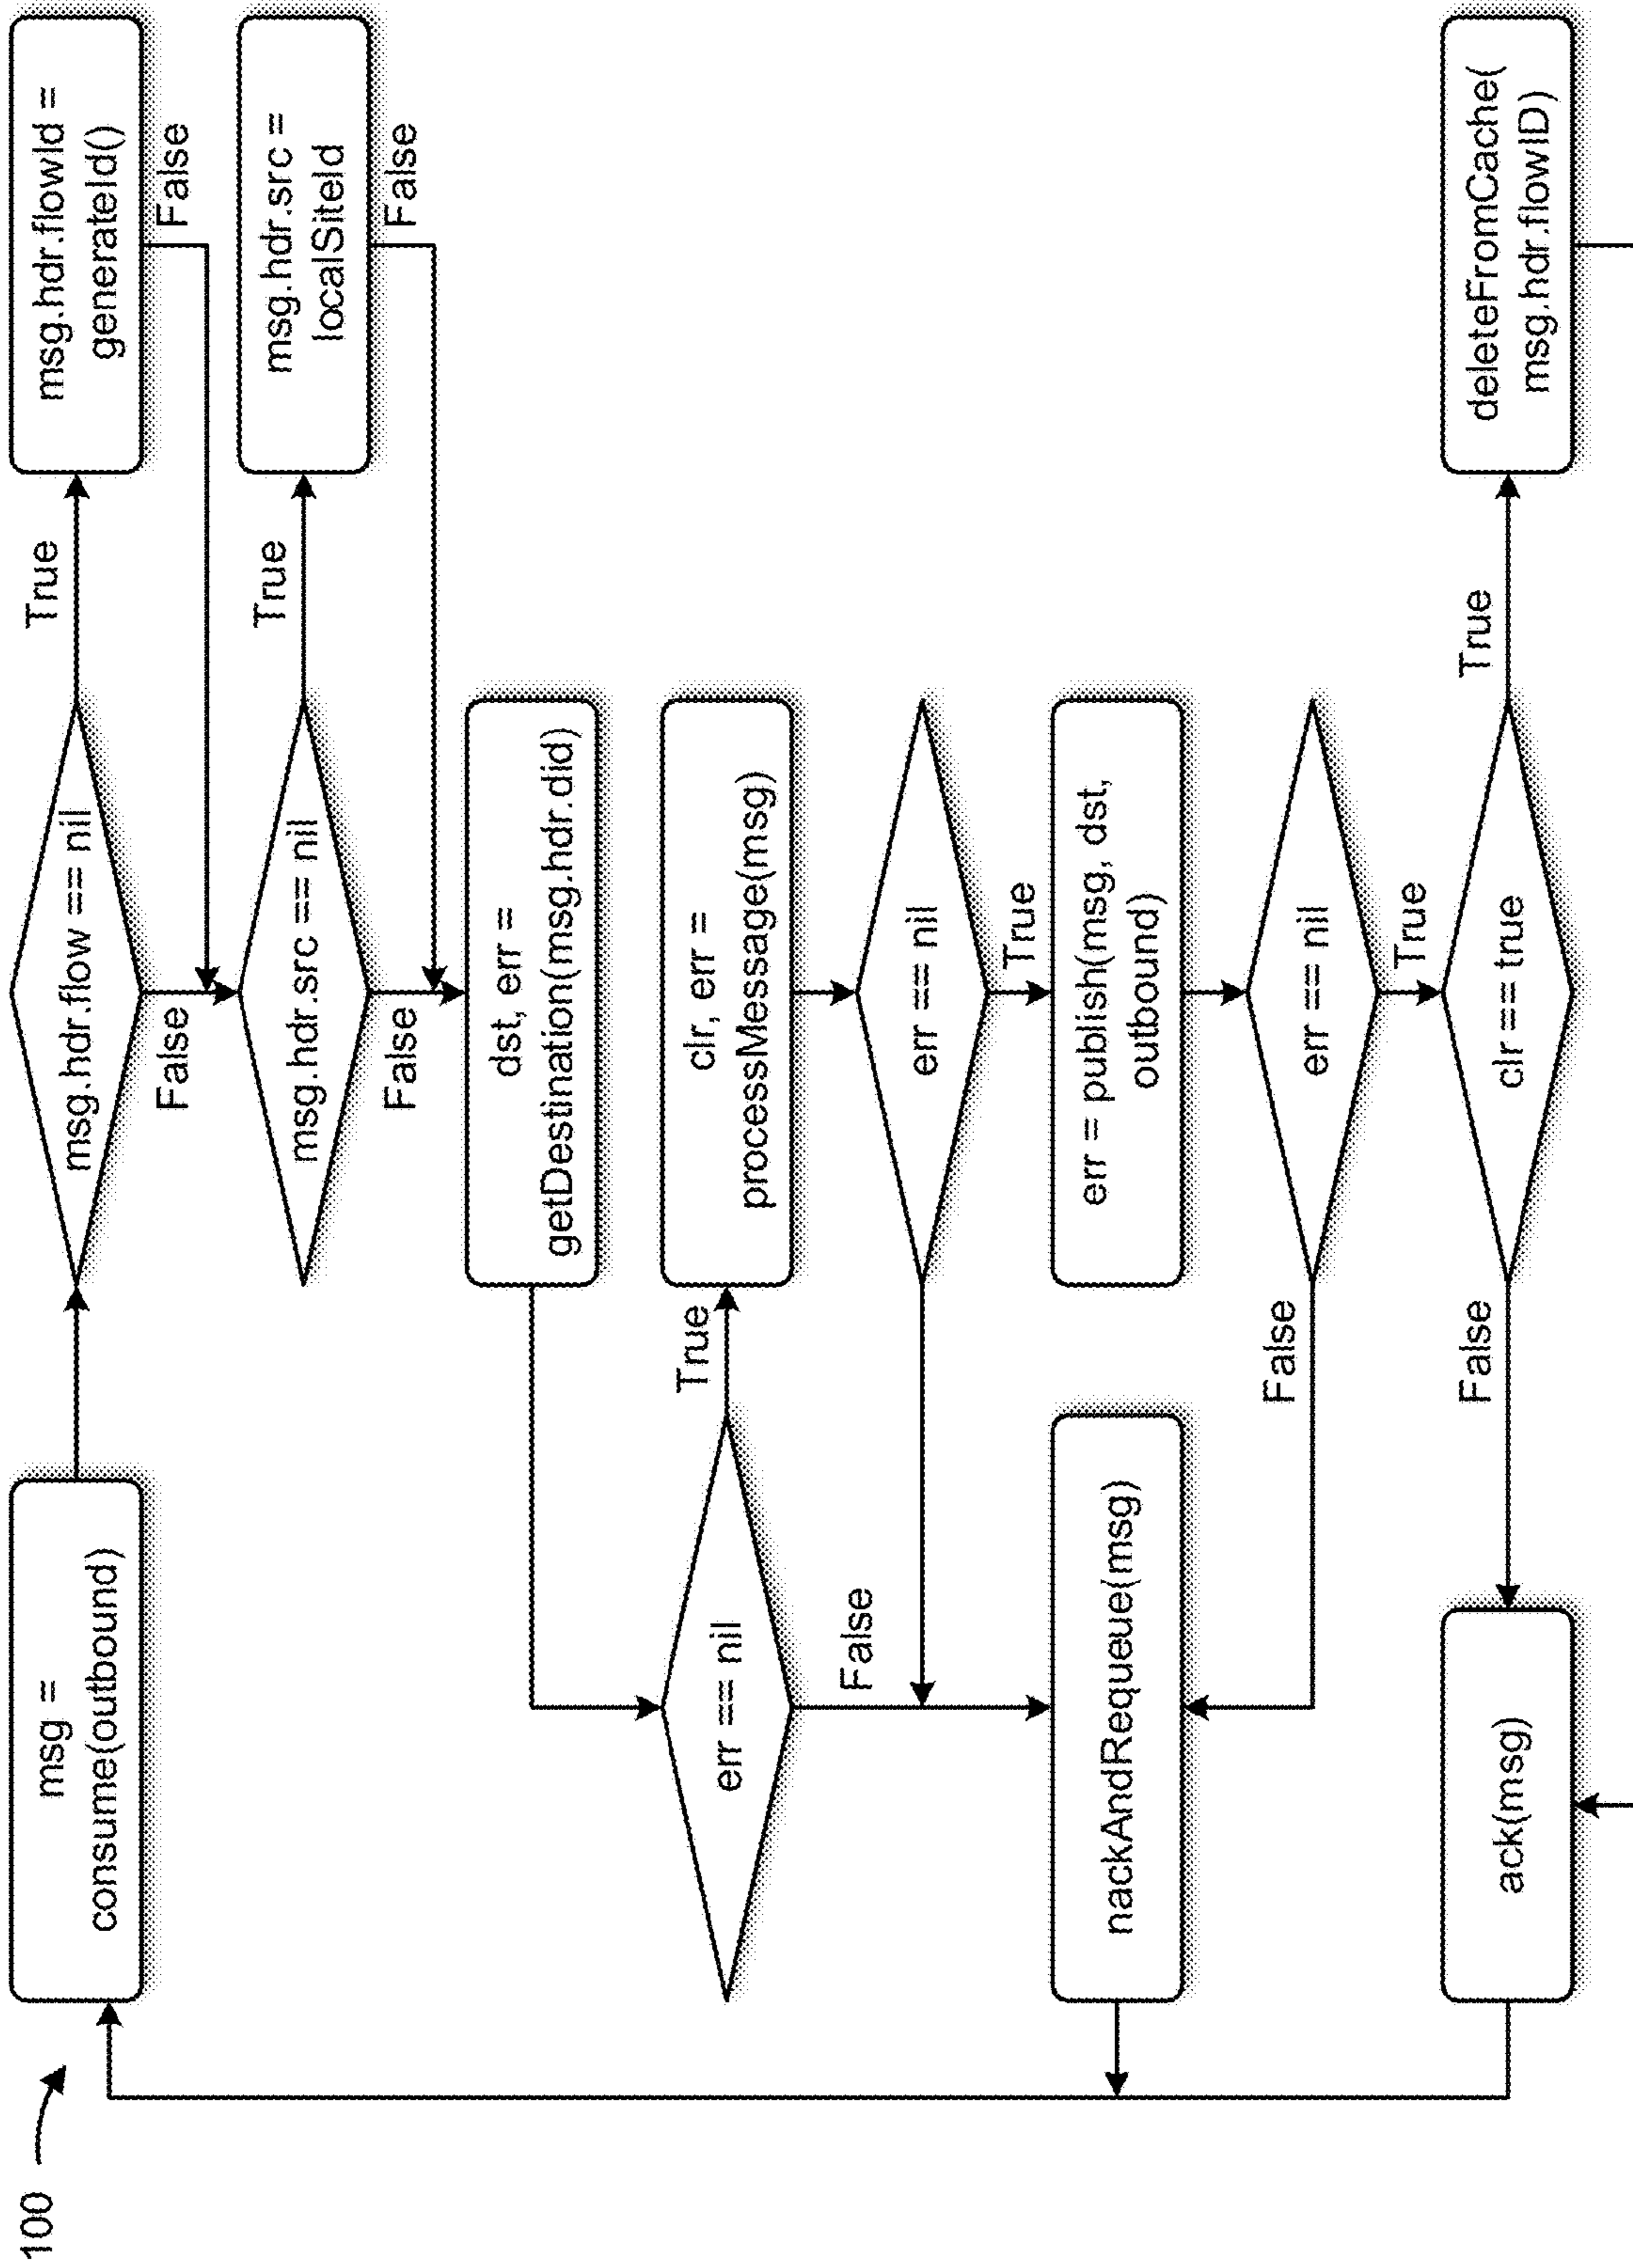 100
msg =
consume(outbound)
msg.hdr.flow == nil
True
msg.hdr.flowId =
generateId()
False
False
msg.hdr.src == nil
True
msg.hdr.src =
localSiteId
False
False
dst, err =
getDestination(msg.hdr.did)
err == nil
True
clr, err =
processMessage(msg)
False
err == nil
True
nackAndRequeue(msg)
err = publish(msg, dst,
outbound)
False
err == nil
True
ack(msg)
False
clr == true
True
deleteFromCache(
msg.hdr.flowID)